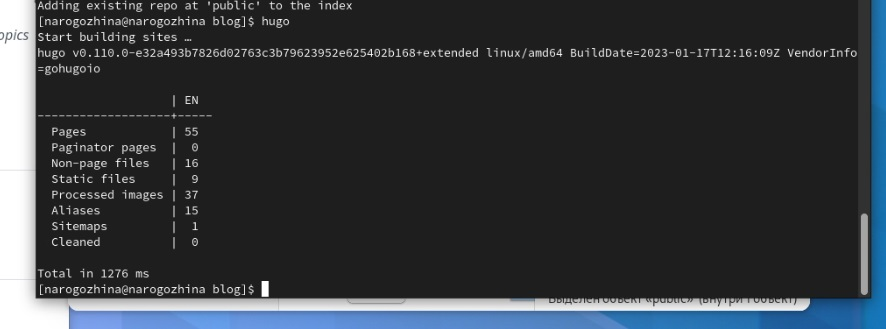 Adding existing repo at 'public' to the index
[narogozhina@narogozhina blog]$ hugo
opics
Start building sites …
hugo v0.110.0-e32a493b7826d02763c3b79623952e625402b168+extended linux/amd64 BuildDate=2023-01-17T12:16:09Z VendorInfo
=gohugoio
| EN
-------------------+-----
Pages | 55
Paginator pages | 0
Non-page files | 16
Static files | 9
Processed images | 37
Aliases | 15
Sitemaps | 1
Cleaned | 0
Total in 1276 ms
[narogozhina@narogozhina blog]$
Выделен объект «public» (внутри 1 объект)